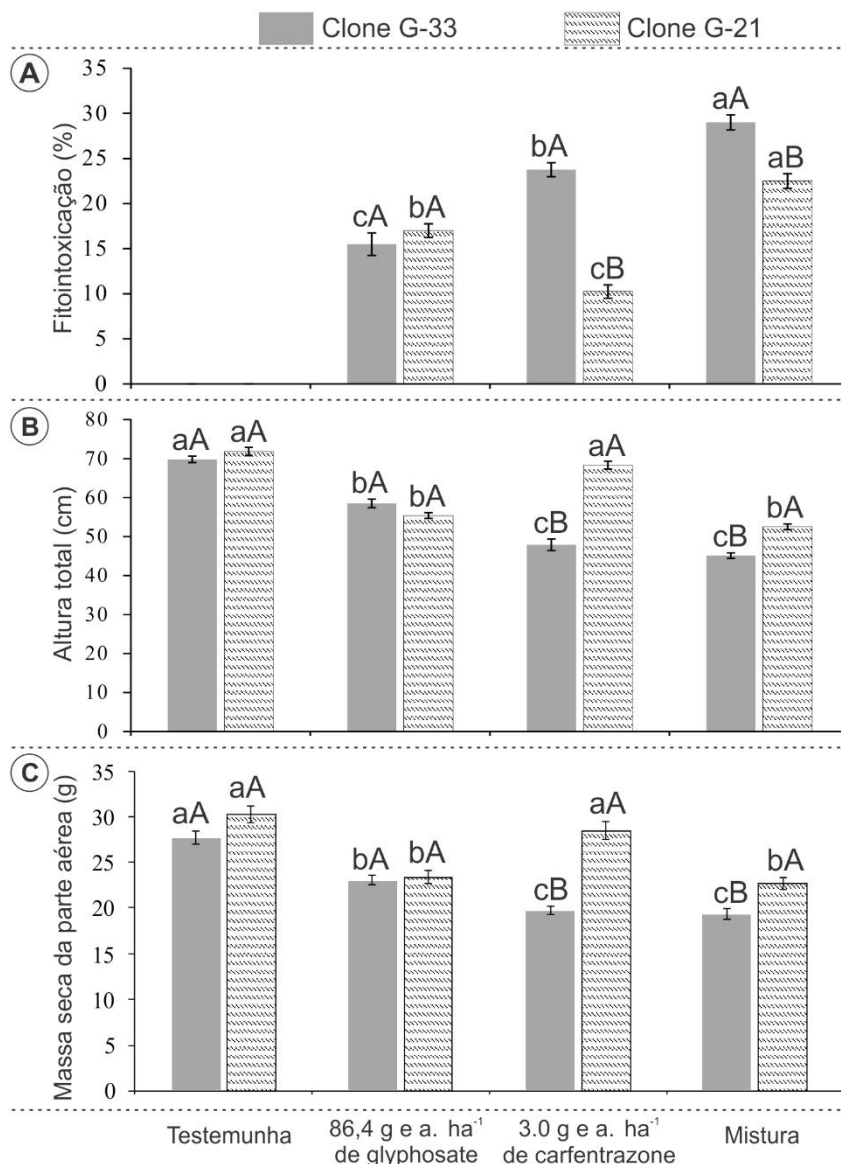 Clone G-33 Clone G-21
A
Fitointoxicação (%)
35
30
25
20
15
10
5
0
cA bA
bA cB
aA aB
B
Altura total (cm)
80
70
60
50
40
30
20
10
0
aA aA
bA bA
cB aA
cB bA
C
Massa seca da parte aérea (g)
35
30
25
20
15
10
5
0
aA aA
bA bA
cB aA
cB bA
Testemunha
86,4 g e a. ha⁻¹
de glyphosate
3.0 g e a. ha⁻¹
de carfentrazone
Mistura